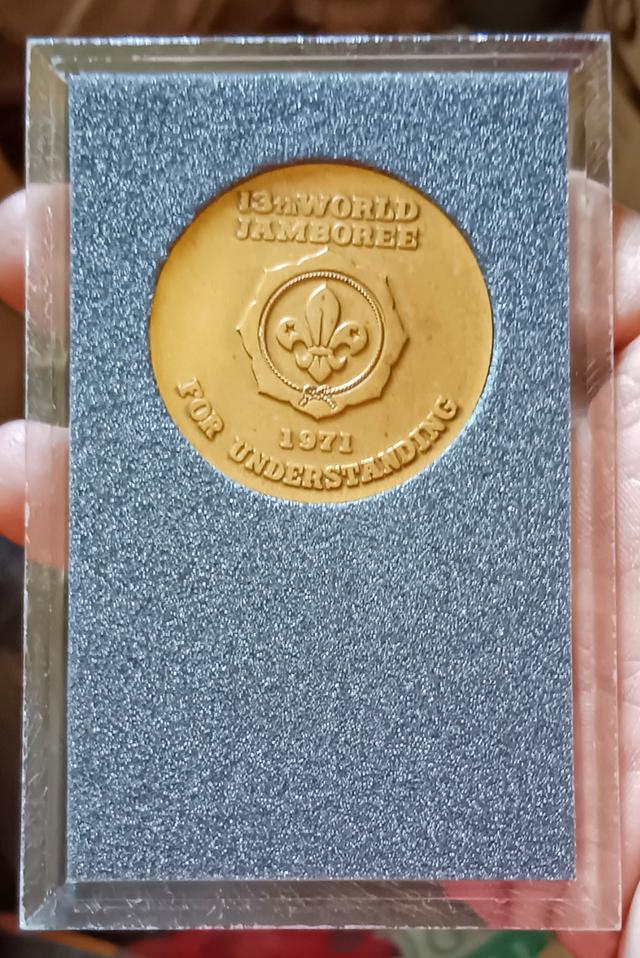 13th WORLD
JAMBOREE
1971
FOR UNDERSTANDING